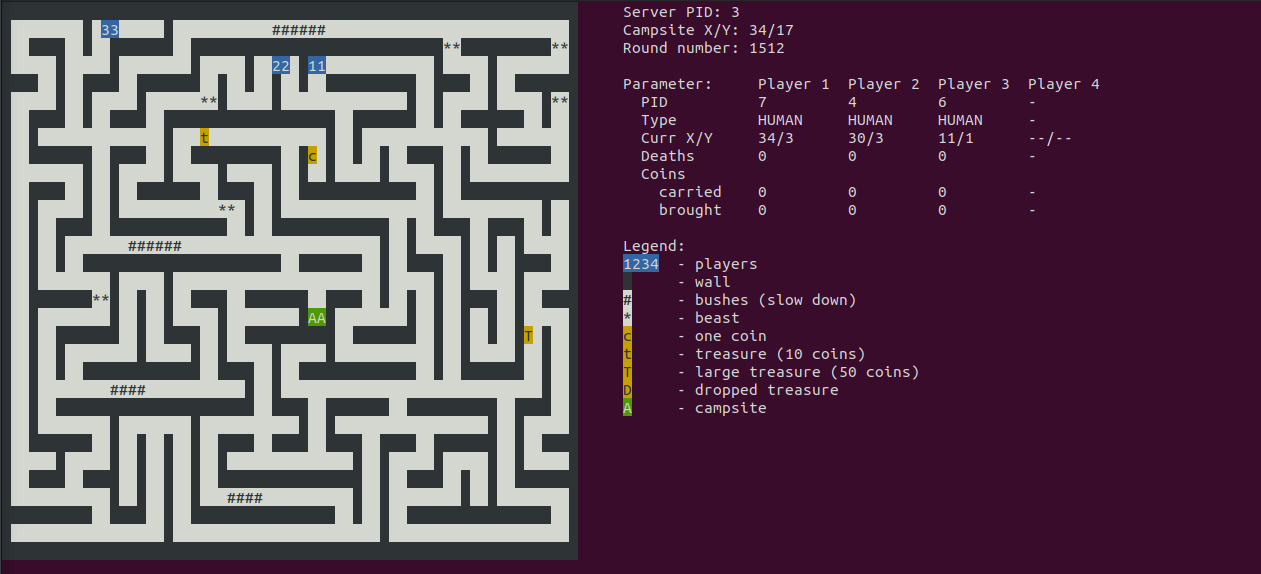 Server PID: 3
33 ###### Campsite X/Y: 34/17
** ** Round number: 1512
22 11
Parameter: Player 1 Player 2 Player 3 Player 4
** ** PID 7 4 6 -
Type HUMAN HUMAN HUMAN -
t Curr X/Y 34/3 30/3 11/1 --/--
c Deaths 0 0 0 -
Coins
carried 0 0 0 -
** brought 0 0 0 -
###### Legend:
1234 - players
- wall
** # - bushes (slow down)
AA * - beast
T c - one coin
t - treasure (10 coins)
T - large treasure (50 coins)
#### D - dropped treasure
A - campsite
####